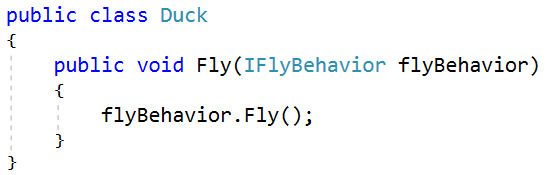 public class Duck
{
    public void Fly(IFlyBehavior flyBehavior)
    {
        flyBehavior.Fly();
    }
}